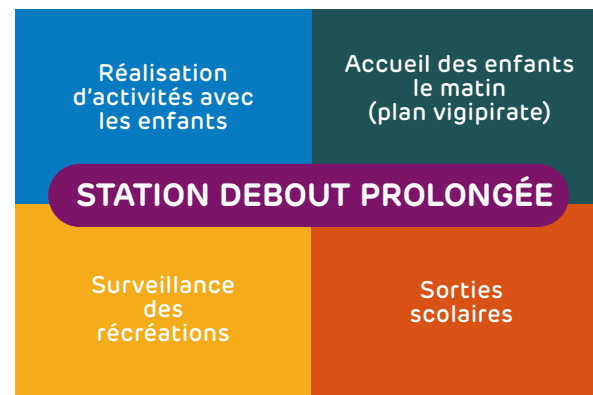 Réalisation
d'activités avec
les enfants
Accueil des enfants
le matin
(plan vigipirate)
STATION DEBOUT PROLONGÉE
Surveillance
des
récréations
Sorties
scolaires